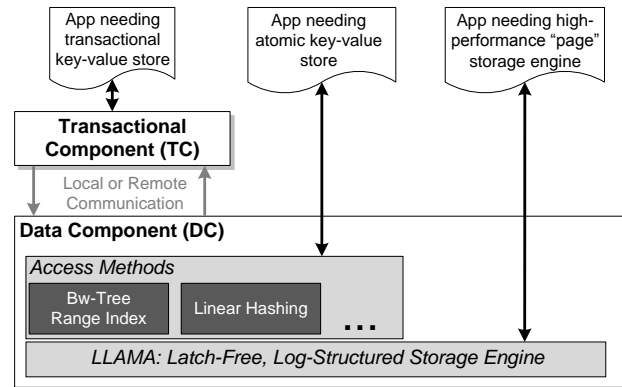 App needing
transactional
key-value store
App needing
atomic key-value
store
App needing high-
performance “page”
storage engine
Transactional
Component (TC)
Local or Remote
Communication
Data Component (DC)
Access Methods
Bw-Tree
Range Index
Linear Hashing
...
LLAMA: Latch-Free, Log-Structured Storage Engine